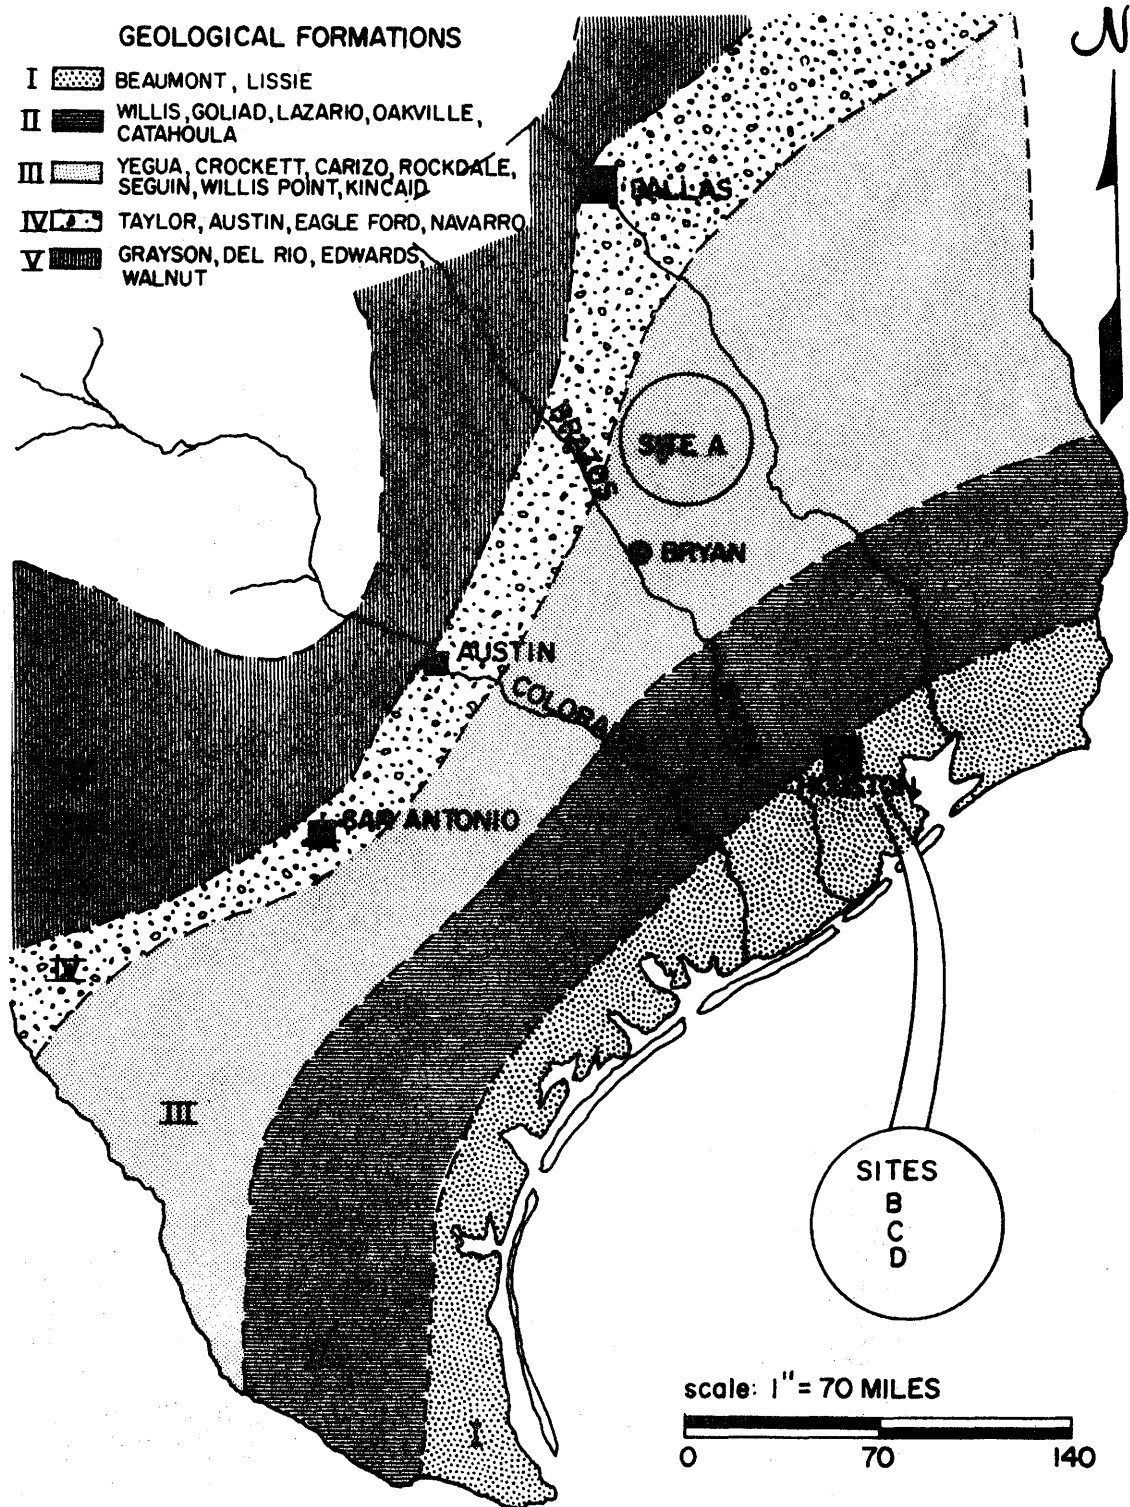 GEOLOGICAL FORMATIONS
I BEAUMONT, LISSIE
II WILLIS, GOLIAD, LAZARIO, OAKVILLE,
CATAHOULA
III YEGUA, CROCKETT, CARIZO, ROCKDALE,
SEGUIN, WILLIS POINT, KINCAID
IV TAYLOR, AUSTIN, EAGLE FORD, NAVARRO
V GRAYSON, DEL RIO, EDWARDS,
WALNUT
N
DALLAS
BRAZOS
SITE A
BRYAN
AUSTIN
SAN ANTONIO
IV
III
I
SITES
B
C
D
scale: 1" = 70 MILES
0 70 140